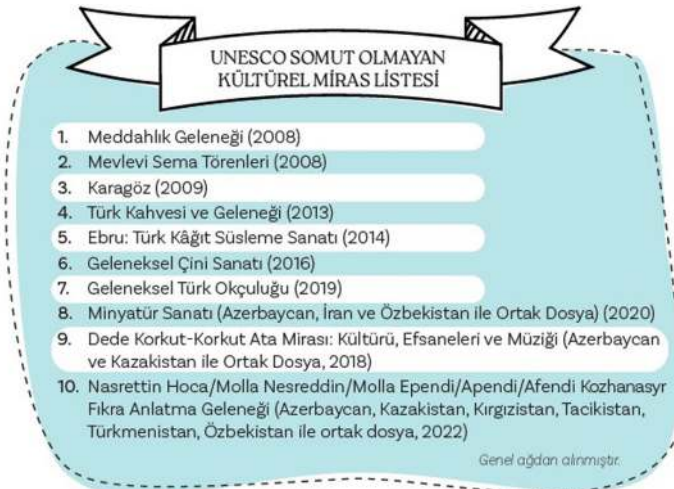 UNESCO SOMUT OLMAYAN
KÜLTÜREL MİRAS LİSTESİ
1. Meddahlık Geleneği (2008)
2. Mevlevi Sema Törenleri (2008)
3. Karagöz (2009)
4. Türk Kahvesi ve Geleneği (2013)
5. Ebru: Türk Kâğıt Süsleme Sanatı (2014)
6. Geleneksel Çini Sanatı (2016)
7. Geleneksel Türk Okçuluğu (2019)
8. Minyatür Sanatı (Azerbaycan, İran ve Özbekistan ile Ortak Dosya) (2020)
9. Dede Korkut-Korkut Ata Mirası: Kültürü, Efsaneleri ve Müziği (Azerbaycan
ve Kazakistan ile Ortak Dosya, 2018)
10. Nasrettin Hoca/Molla Nesreddin/Molla Ependi/Apendi/Afendi Kozhanasyr
Fıkra Anlatma Geleneği (Azerbaycan, Kazakistan, Kırgızistan, Tacikistan,
Türkmenistan, Özbekistan ile ortak dosya, 2022)
Genel ağdan alınmıştır.